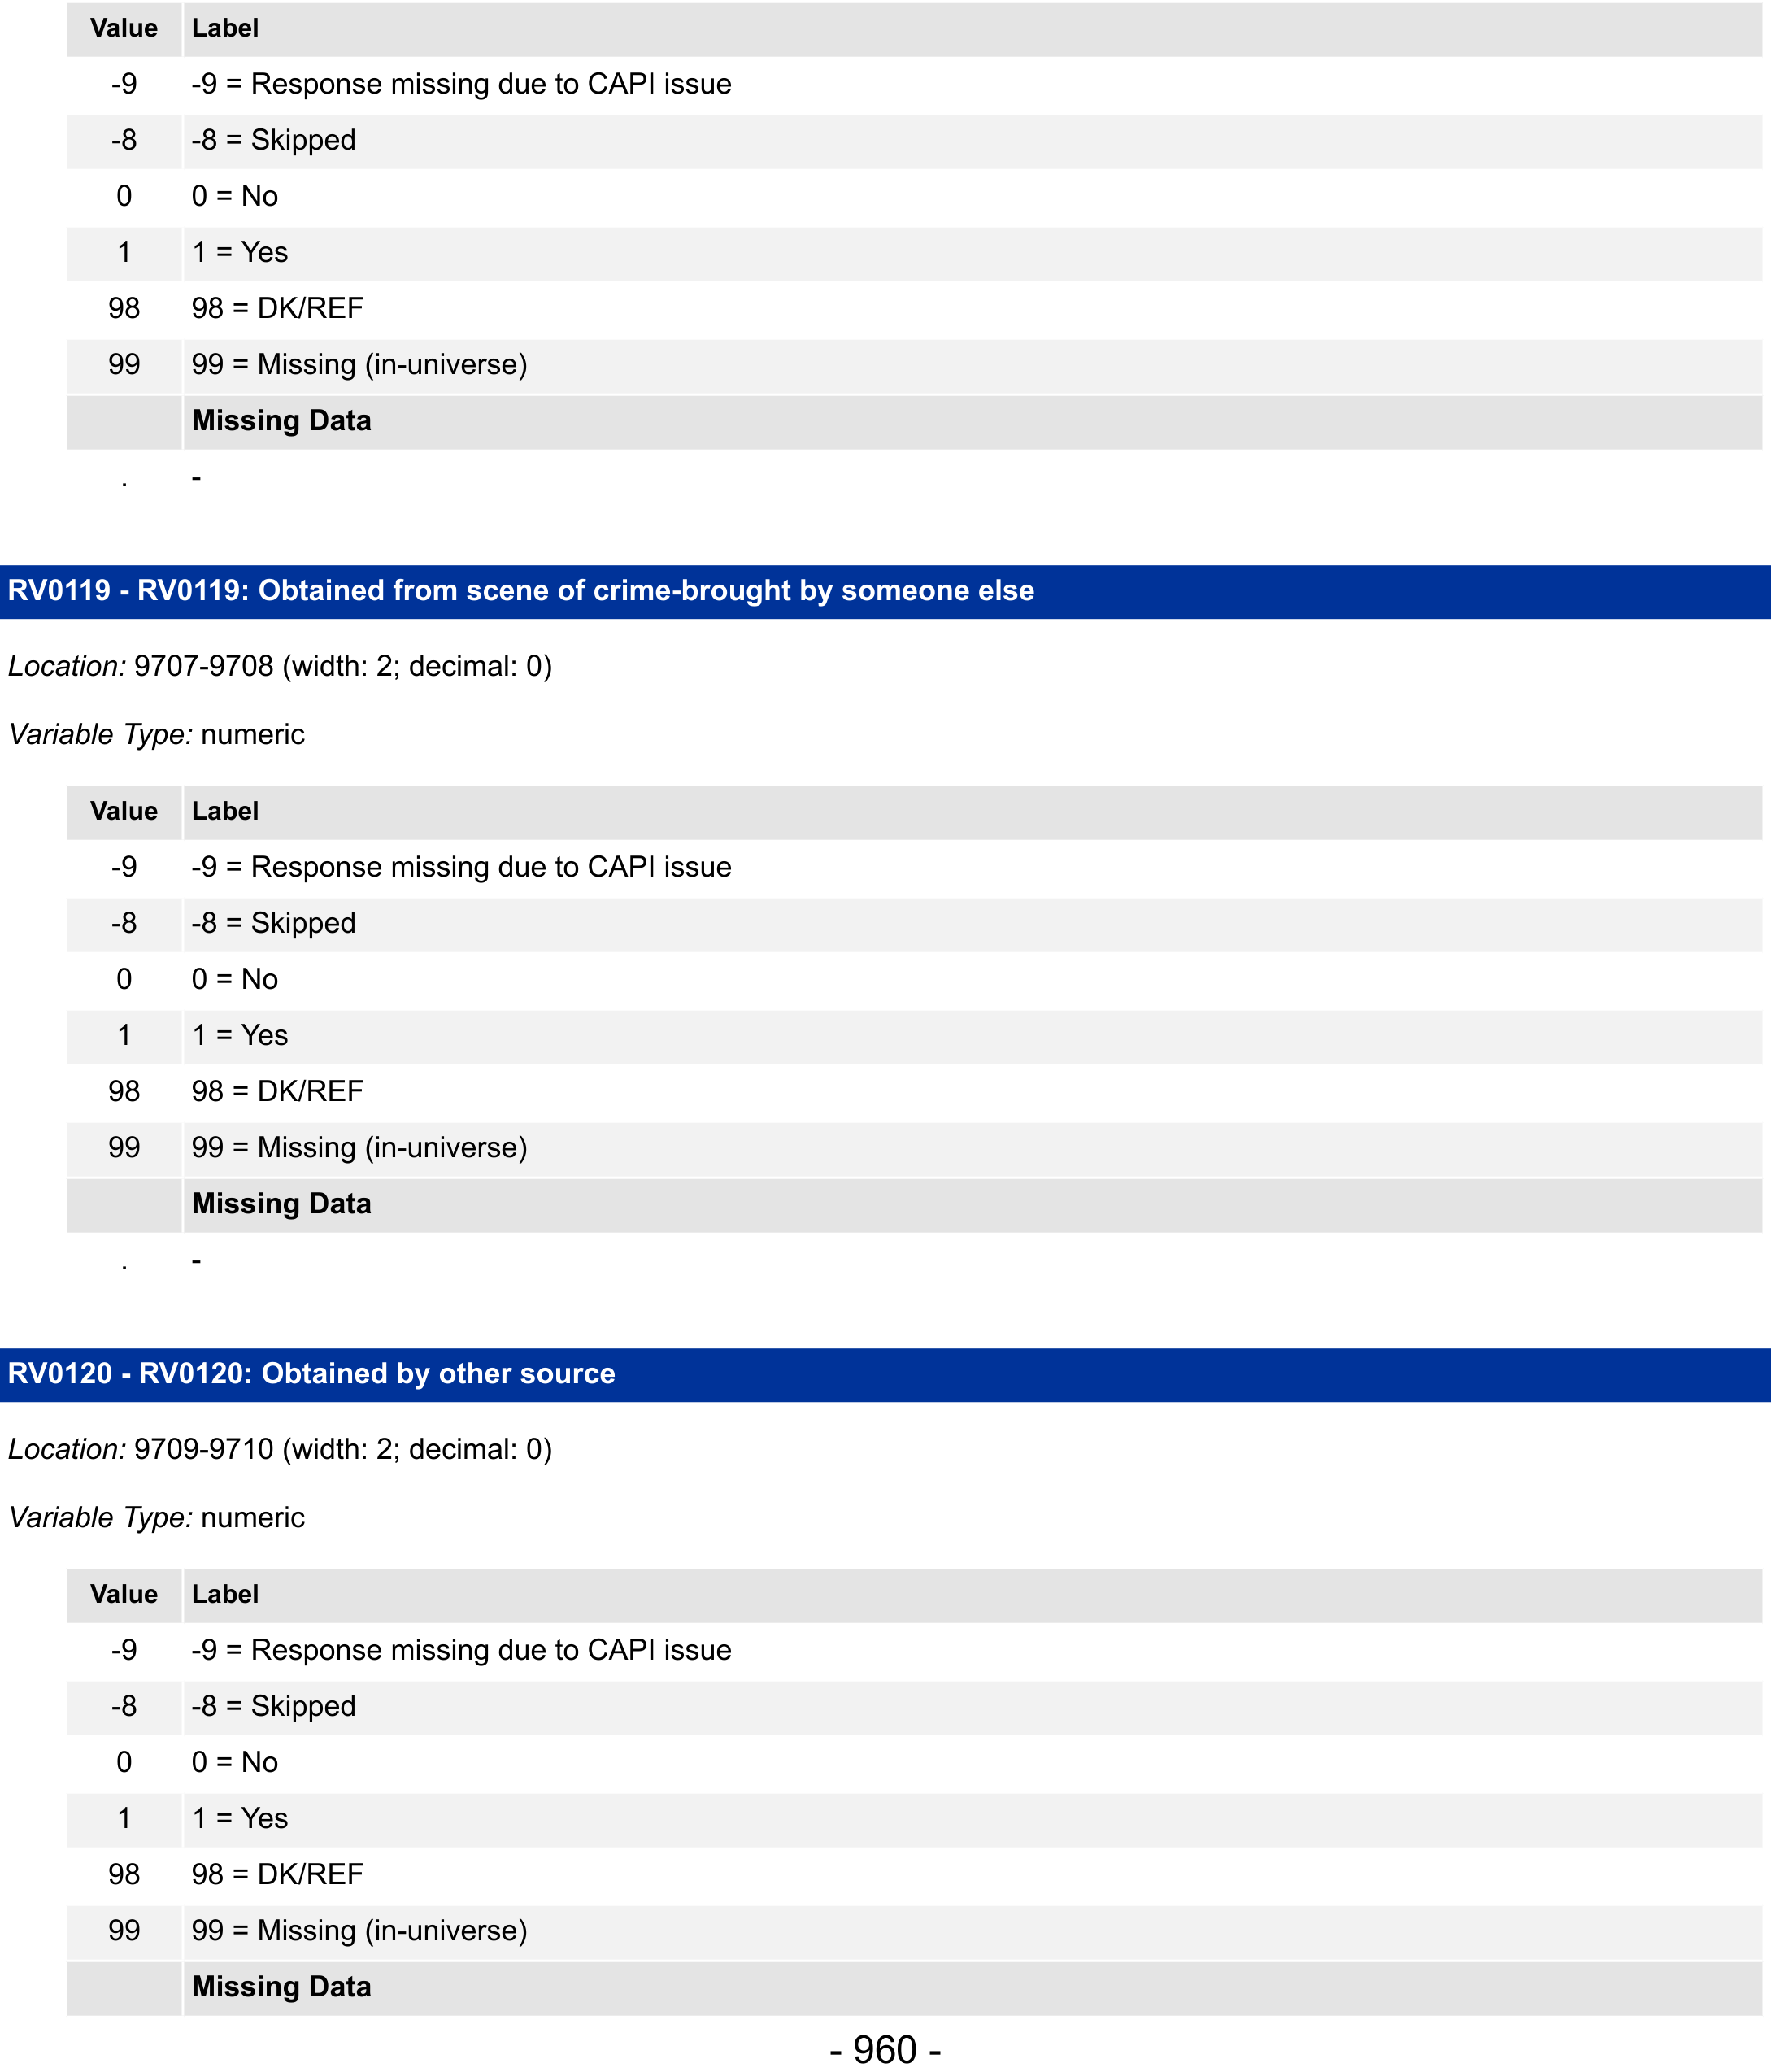 Value Label
-9 -9 = Response missing due to CAPI issue
-8 -8 = Skipped
0 0 = No
1 1 = Yes
98 98 = DK/REF
99 99 = Missing (in-universe)
Missing Data
. -
RV0119 - RV0119: Obtained from scene of crime-brought by someone else
Location: 9707-9708 (width: 2; decimal: 0)
Variable Type: numeric
Value Label
-9 -9 = Response missing due to CAPI issue
-8 -8 = Skipped
0 0 = No
1 1 = Yes
98 98 = DK/REF
99 99 = Missing (in-universe)
Missing Data
. -
RV0120 - RV0120: Obtained by other source
Location: 9709-9710 (width: 2; decimal: 0)
Variable Type: numeric
Value Label
-9 -9 = Response missing due to CAPI issue
-8 -8 = Skipped
0 0 = No
1 1 = Yes
98 98 = DK/REF
99 99 = Missing (in-universe)
Missing Data
- 960 -